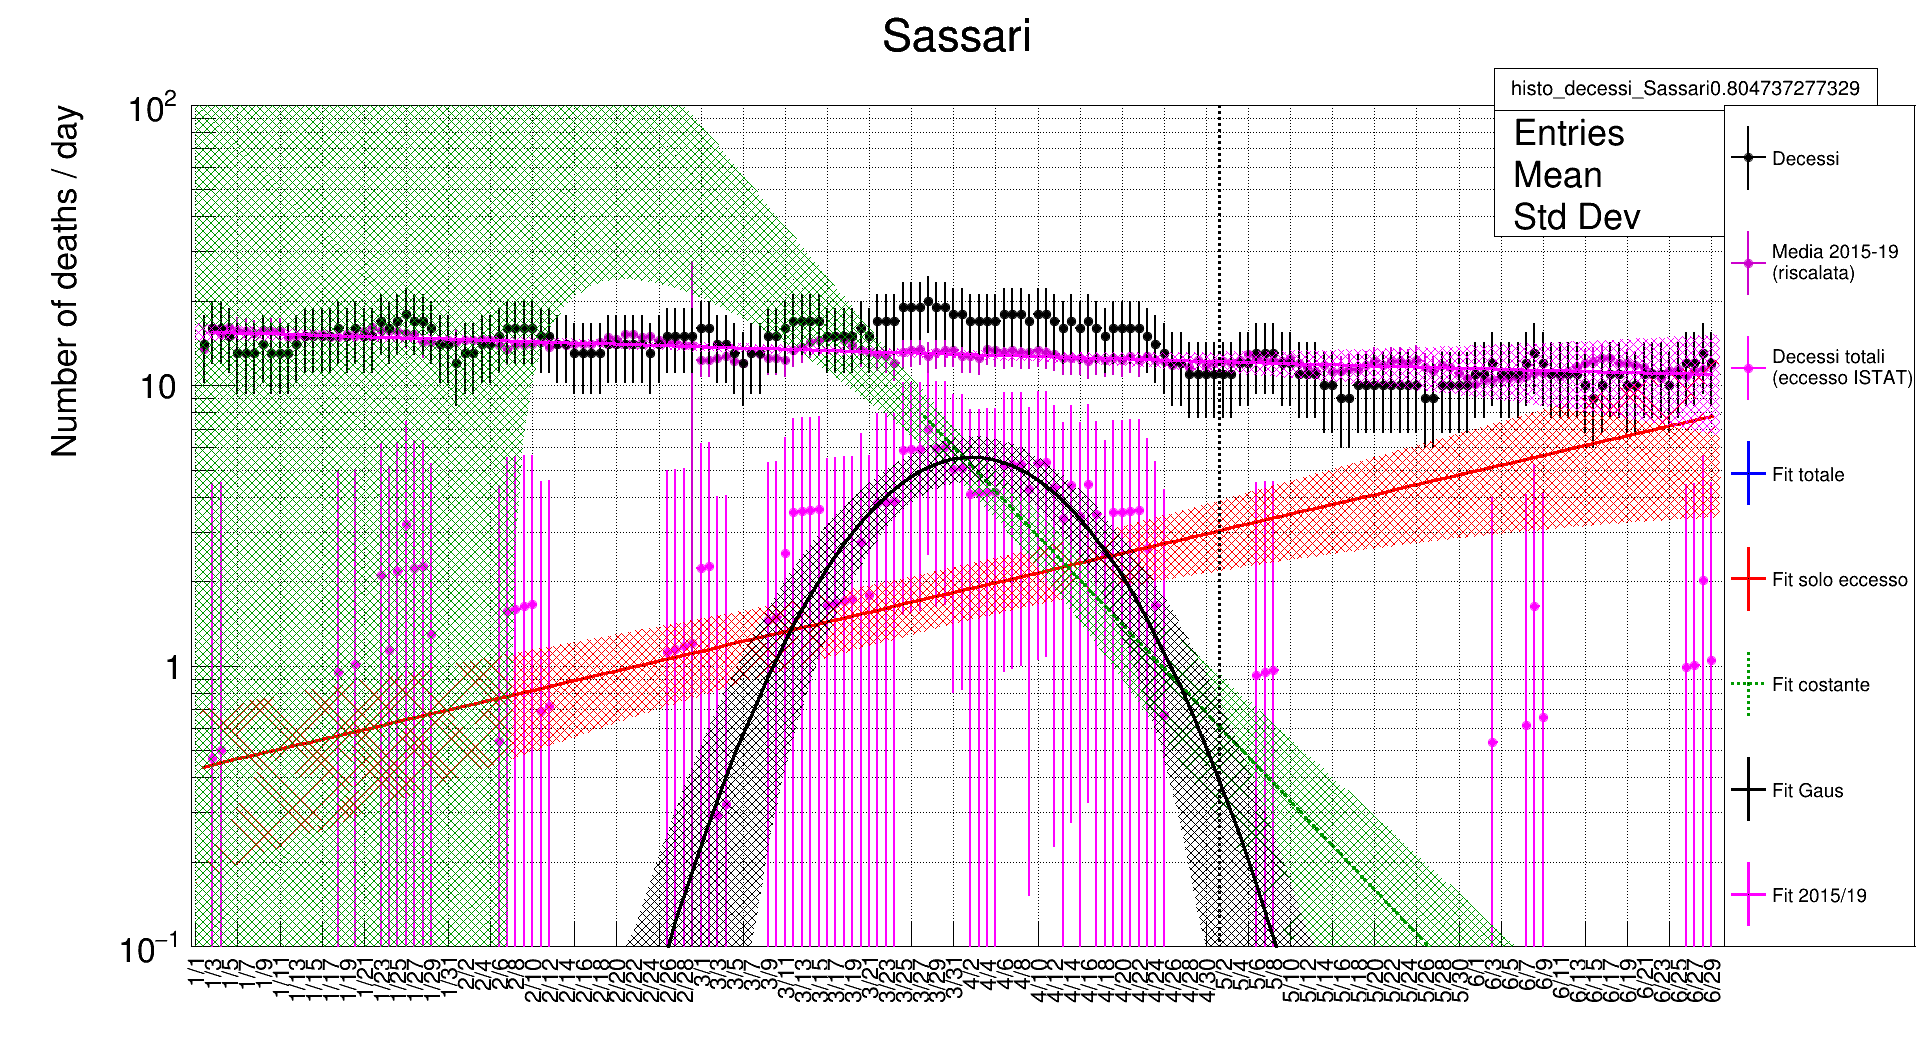 Sassari
histo_decessi_Sassari0.804737277329
Entries
Mean
Std Dev
Number of deaths / day
10²
10
1
10⁻¹
Decessi
Media 2015-19
(riscalata)
Decessi totali
(eccesso ISTAT)
Fit totale
Fit solo eccesso
Fit costante
Fit Gaus
Fit 2015/19
1/1 1/3 1/5 1/7 1/9 1/11 1/13 1/15 1/17 1/19 1/21 1/23 1/25 1/27 1/29 1/31 2/2 2/4 2/6 2/8 2/10 2/12 2/14 2/16 2/18 2/20 2/22 2/24 2/26 2/28 3/1 3/3 3/5 3/7 3/9 3/11 3/13 3/15 3/17 3/19 3/21 3/23 3/25 3/27 3/29 3/31 4/2 4/4 4/6 4/8 4/10 4/12 4/14 4/16 4/18 4/20 4/22 4/24 4/26 4/28 4/30 5/2 5/4 5/6 5/8 5/10 5/12 5/14 5/16 5/18 5/20 5/22 5/24 5/26 5/28 5/30 6/1 6/3 6/5 6/7 6/9 6/11 6/13 6/15 6/17 6/19 6/21 6/23 6/25 6/27 6/29